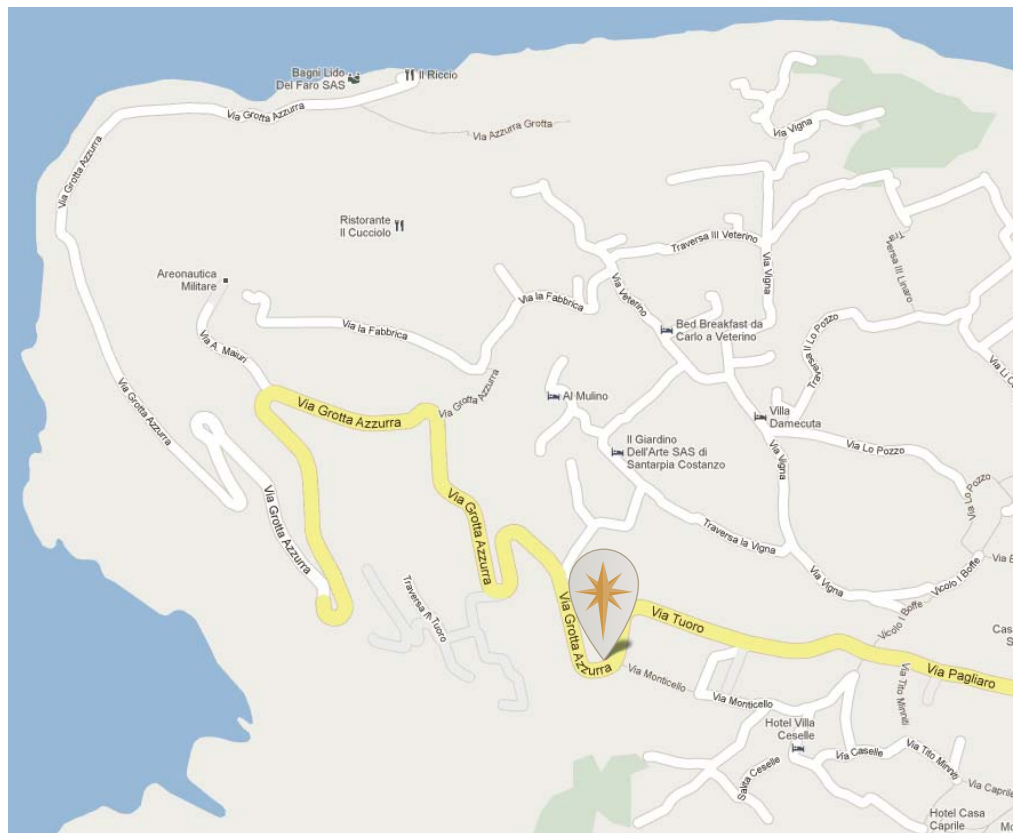 Bagni Lido
Del Faro SAS
Il Riccio
Via Grotta Azzurra
Via Azzurra Grotta
Via Grotta Azzurra
Via Vigna
Ristorante
Il Cucciolo
Traversa III Veterino
Traversa III Linaro
Areonautica
Militare
Via la Fabbrica
Via Veterino
Via Vigna
Via la Fabbrica
Bed Breakfast da
Carlo a Veterino
Traversa II Lo Pozzo
Via A. Maiuri
Via Grotta Azzurra
Via Grotta Azzurra
Via Grotta Azzurra
Al Mulino
Villa
Damecuta
Il Giardino
Dell'Arte SAS di
Santarpia Costanzo
Via Vigna
Via Lo Pozzo
Via Lo Pozzo
Via Grotta Azzurra
Via Grotta Azzurra
Traversa la Vigna
Via Vigna
Vicolo I Boffe
Vicolo I Boffe
Traversa Tuoro
Via Grotta Azzurra
Via Tuoro
Via Pagliaro
Via Monticello
Via Monticello
Via Tito Minniti
Hotel Villa
Ceselle
Salita Ceselle
Via Caselle
Via Tito Minniti
Via Caprile
Hotel Casa
Caprile